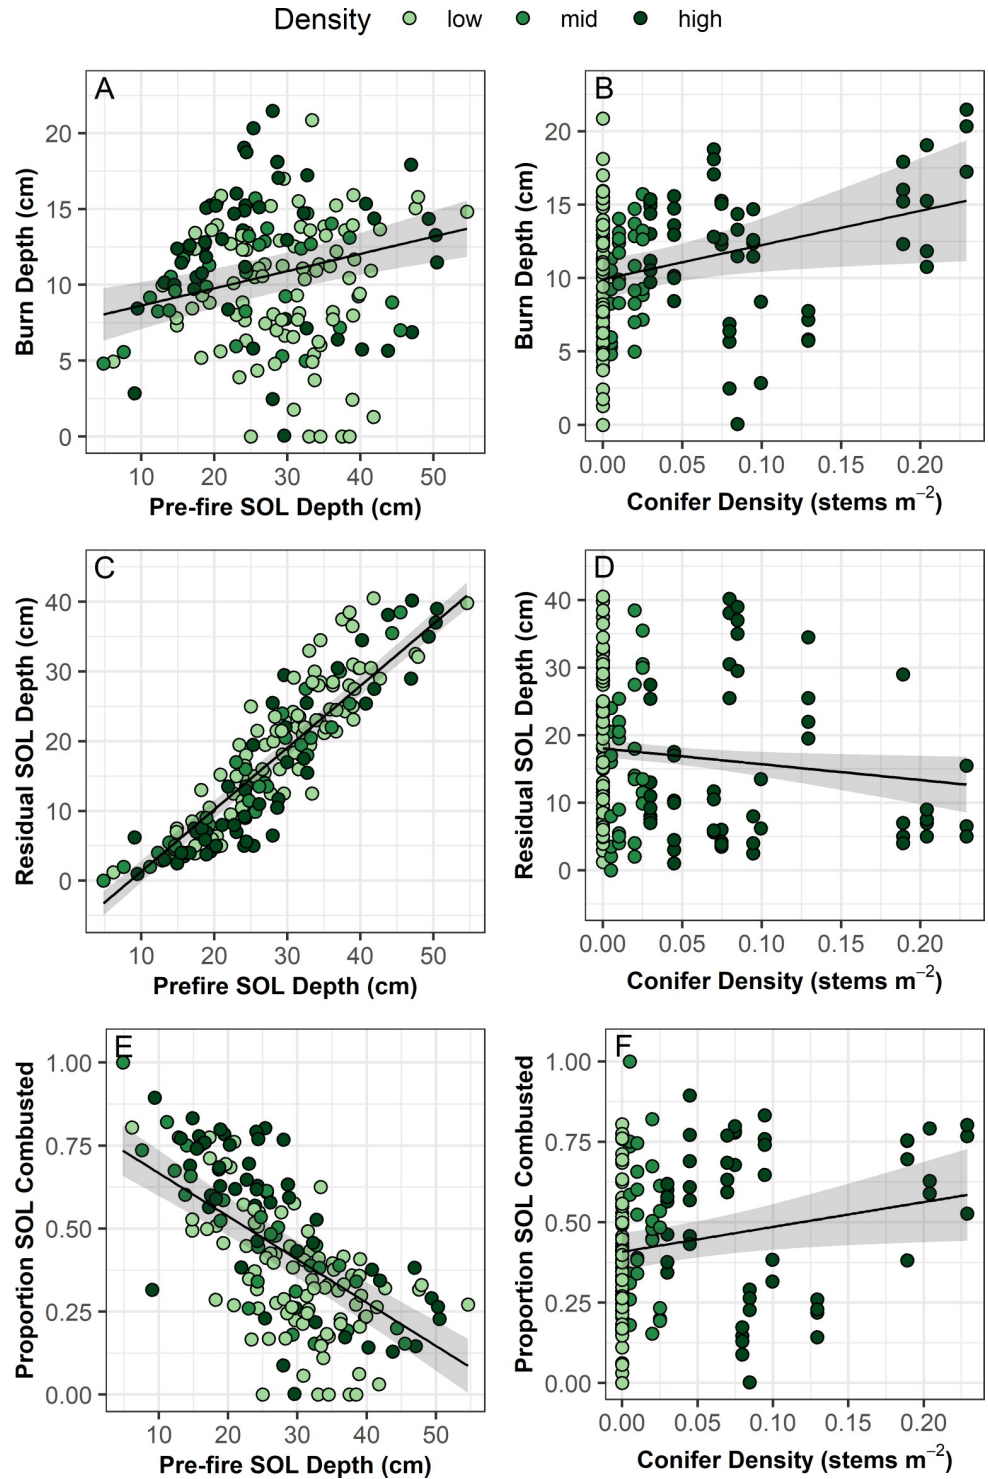 Density low mid high
A
B
20
15
10
5
0
Burn Depth (cm)
10 20 30 40 50
Pre-fire SOL Depth (cm)
20
15
10
5
0
Burn Depth (cm)
0.00 0.05 0.10 0.15 0.20
Conifer Density (stems m⁻²)
C
D
40
30
20
10
0
Residual SOL Depth (cm)
10 20 30 40 50
Prefire SOL Depth (cm)
40
30
20
10
0
Residual SOL Depth (cm)
0.00 0.05 0.10 0.15 0.20
Conifer Density (stems m⁻²)
E
F
1.00
0.75
0.50
0.25
0.00
Proportion SOL Combusted
10 20 30 40 50
Pre-fire SOL Depth (cm)
1.00
0.75
0.50
0.25
0.00
Proportion SOL Combusted
0.00 0.05 0.10 0.15 0.20
Conifer Density (stems m⁻²)